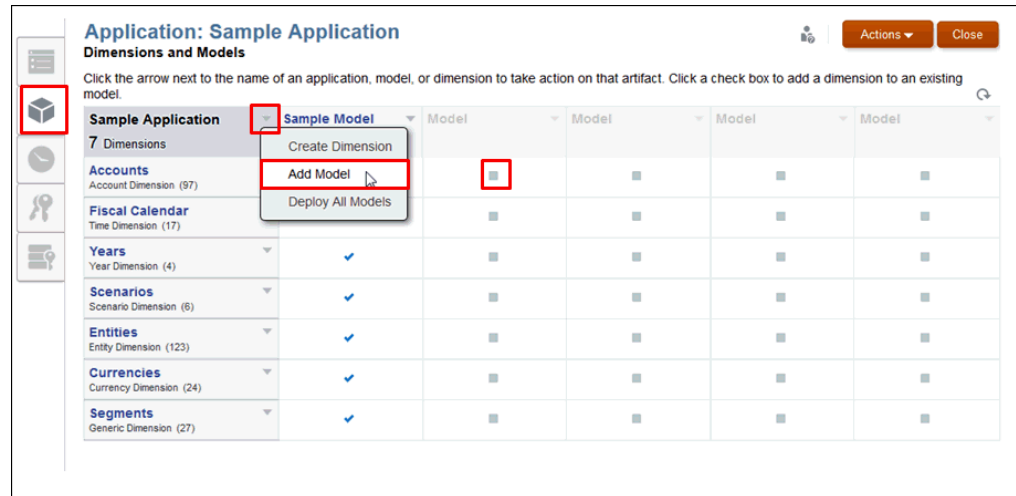 Application: Sample Application
Dimensions and Models
Actions
Close
Click the arrow next to the name of an application, model, or dimension to take action on that artifact. Click a check box to add a dimension to an existing
model.
Sample Application
7 Dimensions
Sample Model
Model
Model
Model
Model
Create Dimension
Add Model
Deploy All Models
Accounts
Account Dimension (97)
Fiscal Calendar
Time Dimension (17)
Years
Year Dimension (4)
Scenarios
Scenario Dimension (6)
Entities
Entity Dimension (123)
Currencies
Currency Dimension (24)
Segments
Generic Dimension (27)